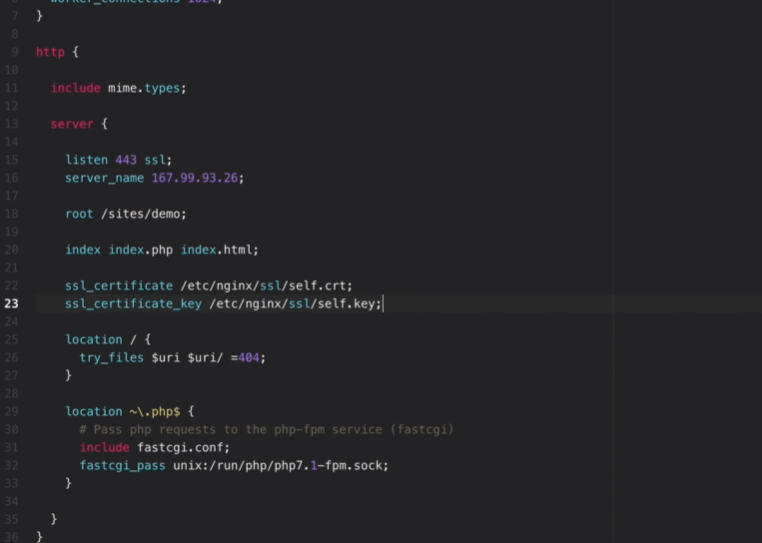 6 worker_connections 1024;
7 }
8
9 http {
10
11 include mime.types;
12
13 server {
14
15 listen 443 ssl;
16 server_name 167.99.93.26;
17
18 root /sites/demo;
19
20 index index.php index.html;
21
22 ssl_certificate /etc/nginx/ssl/self.crt;
23 ssl_certificate_key /etc/nginx/ssl/self.key;
24
25 location / {
26 try_files $uri $uri/ =404;
27 }
28
29 location ~\.php$ {
30 # Pass php requests to the php-fpm service (fastcgi)
31 include fastcgi.conf;
32 fastcgi_pass unix:/run/php/php7.1-fpm.sock;
33 }
34
35 }
36 }